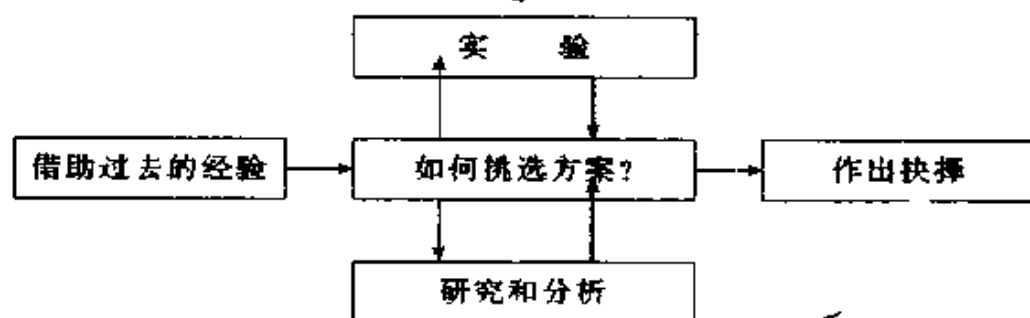 实 验
借助过去的经验
如何挑选方案?
作出抉择
研究和分析